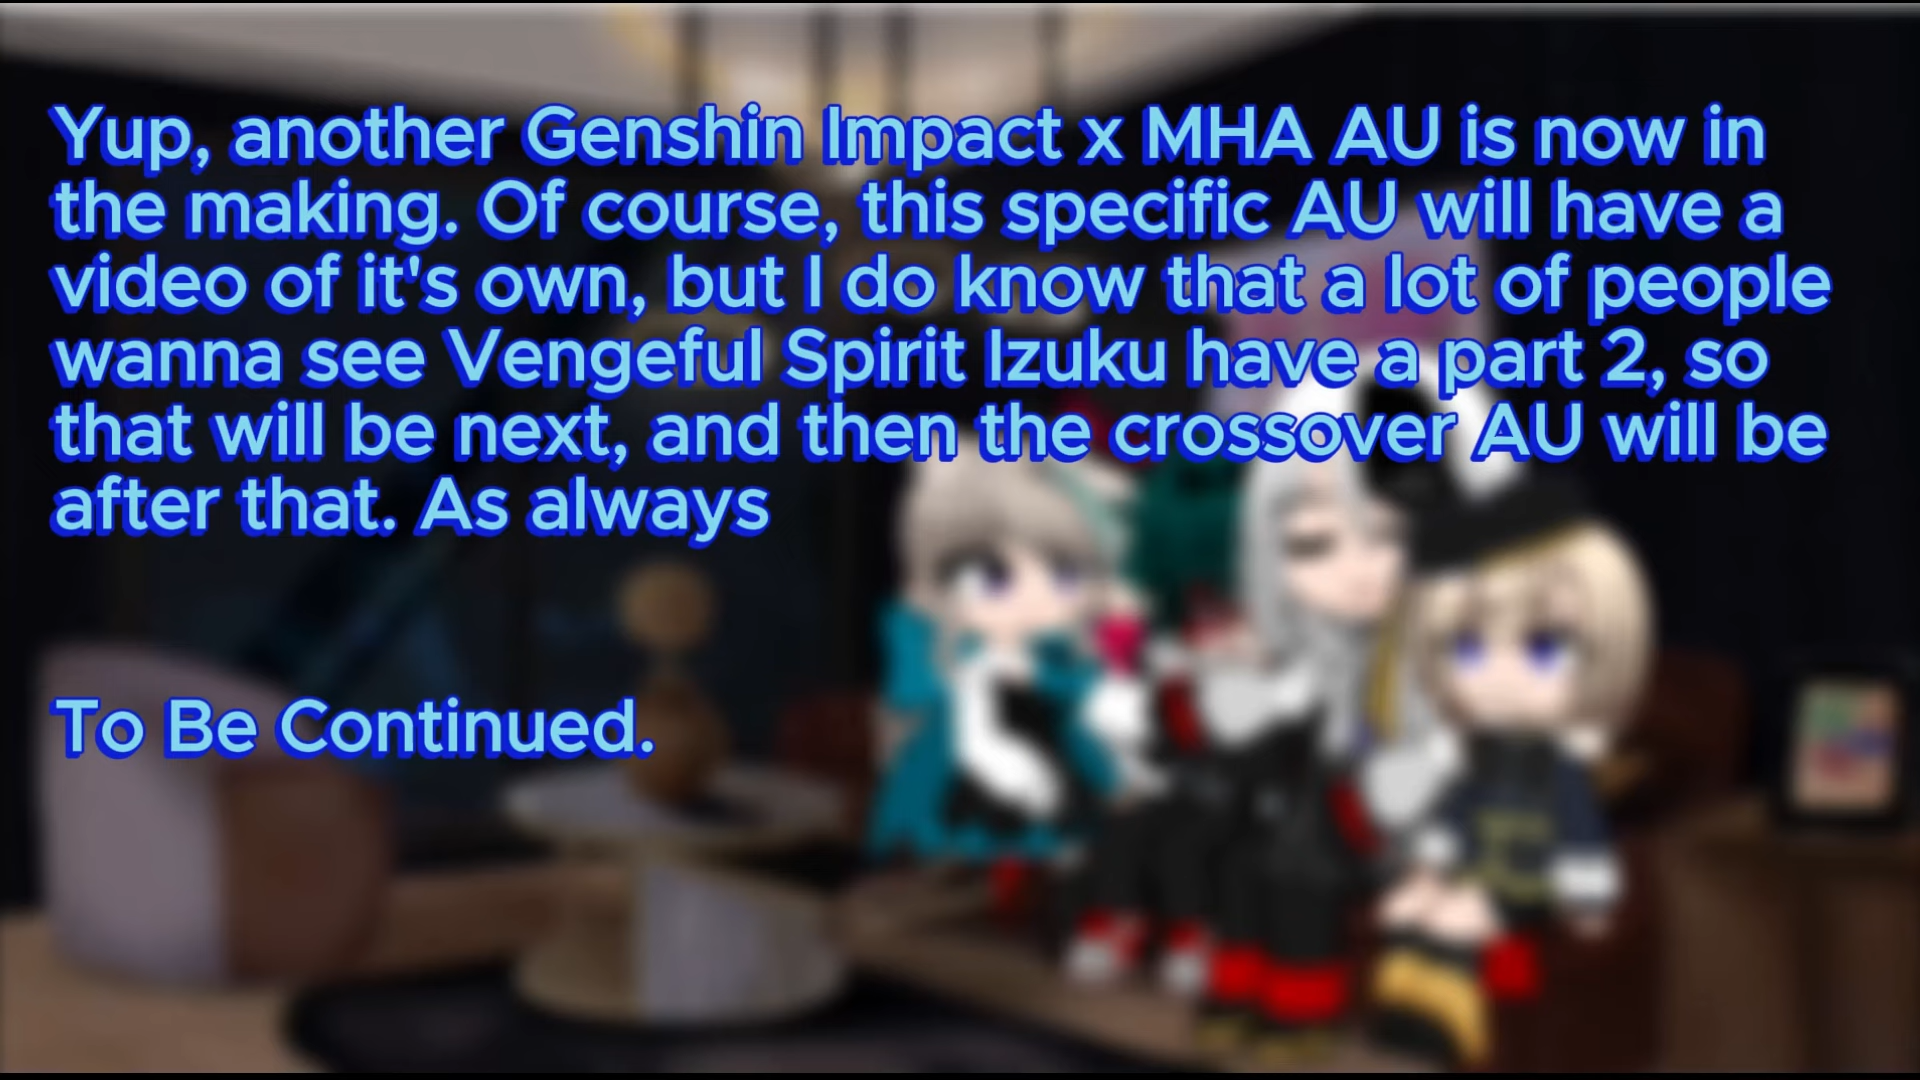 Yup, another Genshin Impact x MHA AU is now in
the making. Of course, this specific AU will have a
video of it's own, but I do know that a lot of people
wanna see Vengeful Spirit Izuku have a part 2, so
that will be next, and then the crossover AU will be
after that. As always
To Be Continued.